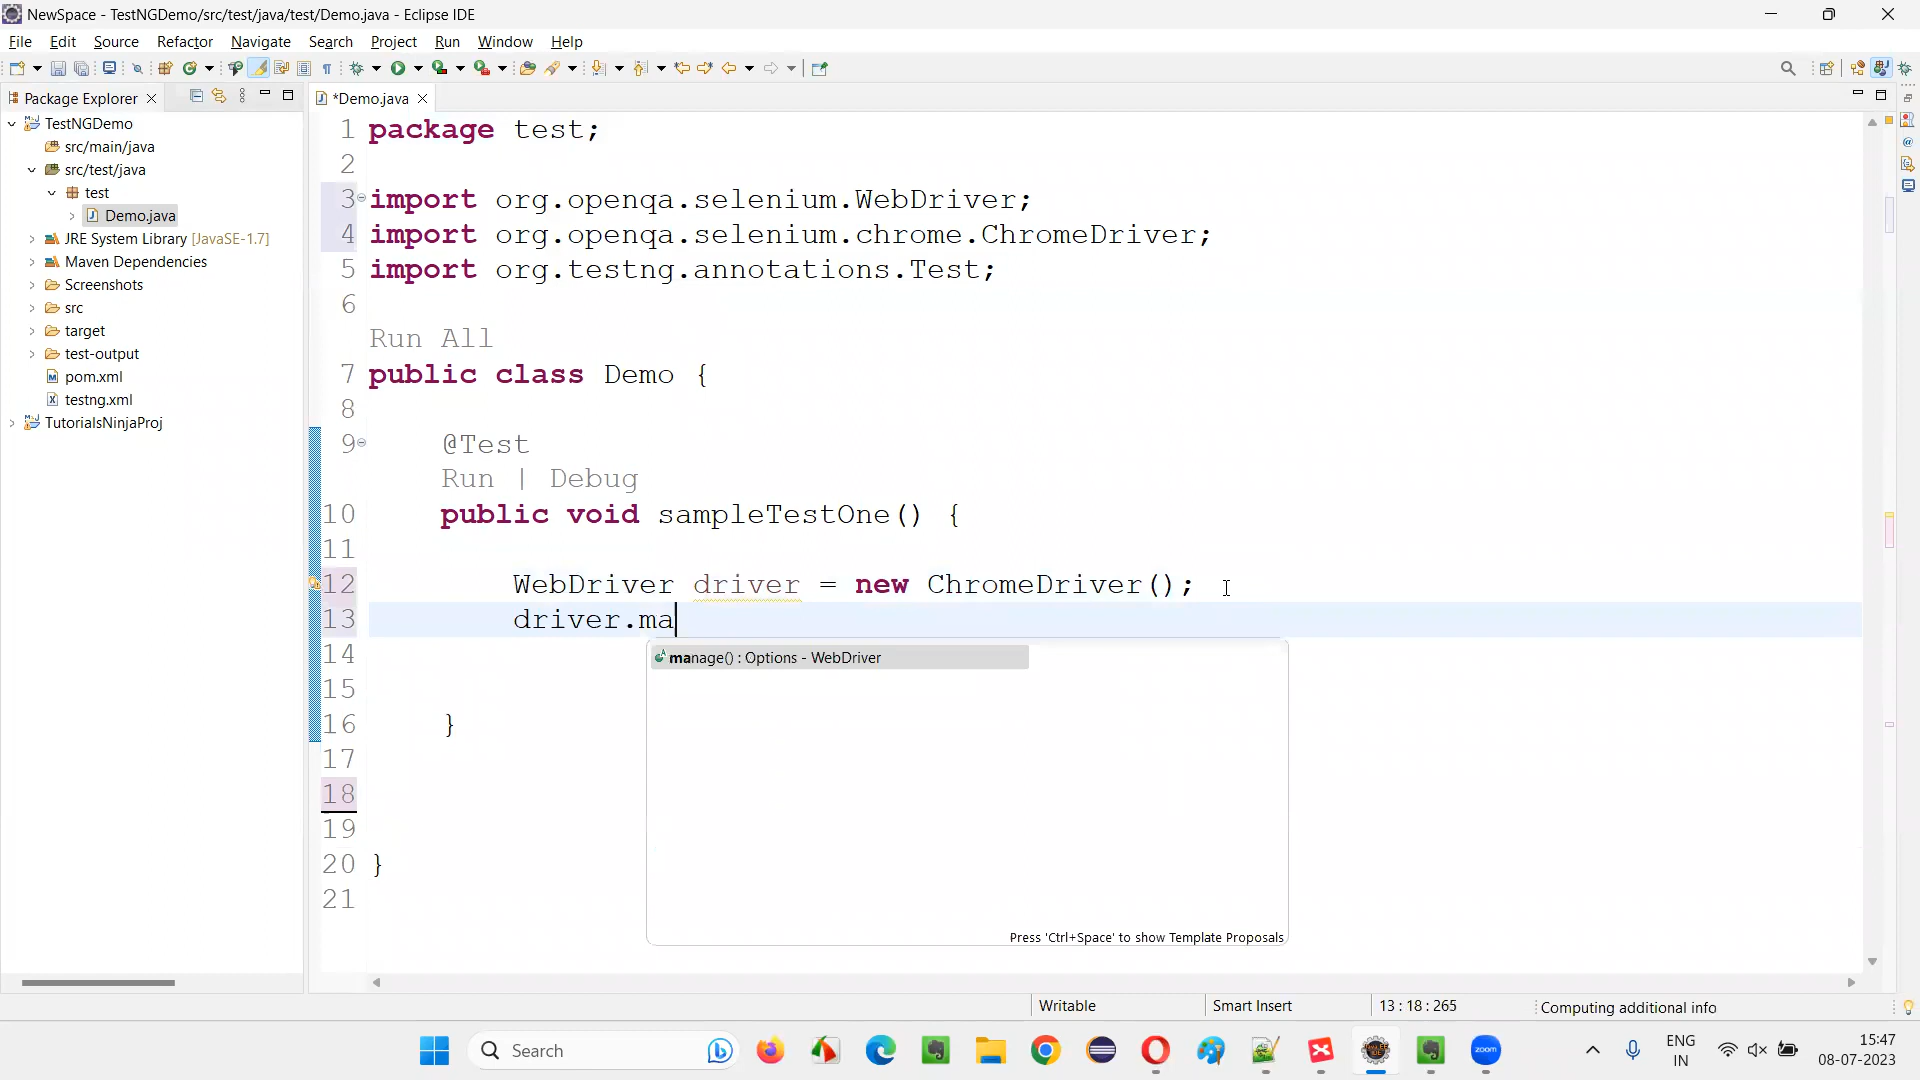 NewSpace - TestNGDemo/src/test/java/test/Demo.java - Eclipse IDE
File Edit Source Refactor Navigate Search Project Run Window Help
Package Explorer
*Demo.java
TestNGDemo
src/main/java
src/test/java
test
Demo.java
JRE System Library [JavaSE-1.7]
Maven Dependencies
Screenshots
src
target
test-output
pom.xml
testng.xml
TutorialsNinjaProj
1 package test;
2
3 import org.openqa.selenium.WebDriver;
4 import org.openqa.selenium.chrome.ChromeDriver;
5 import org.testng.annotations.Test;
6
Run All
7 public class Demo {
8
9 @Test
Run | Debug
10 public void sampleTestOne() {
11
12 WebDriver driver = new ChromeDriver();
13 driver.ma
14
manage() : Options - WebDriver
15
16 }
17
18
19
20 }
21
Press 'Ctrl+Space' to show Template Proposals
Writable
Smart Insert
13 : 18 : 265
Computing additional info
Search
zoom
ENG
IN
15:47
08-07-2023